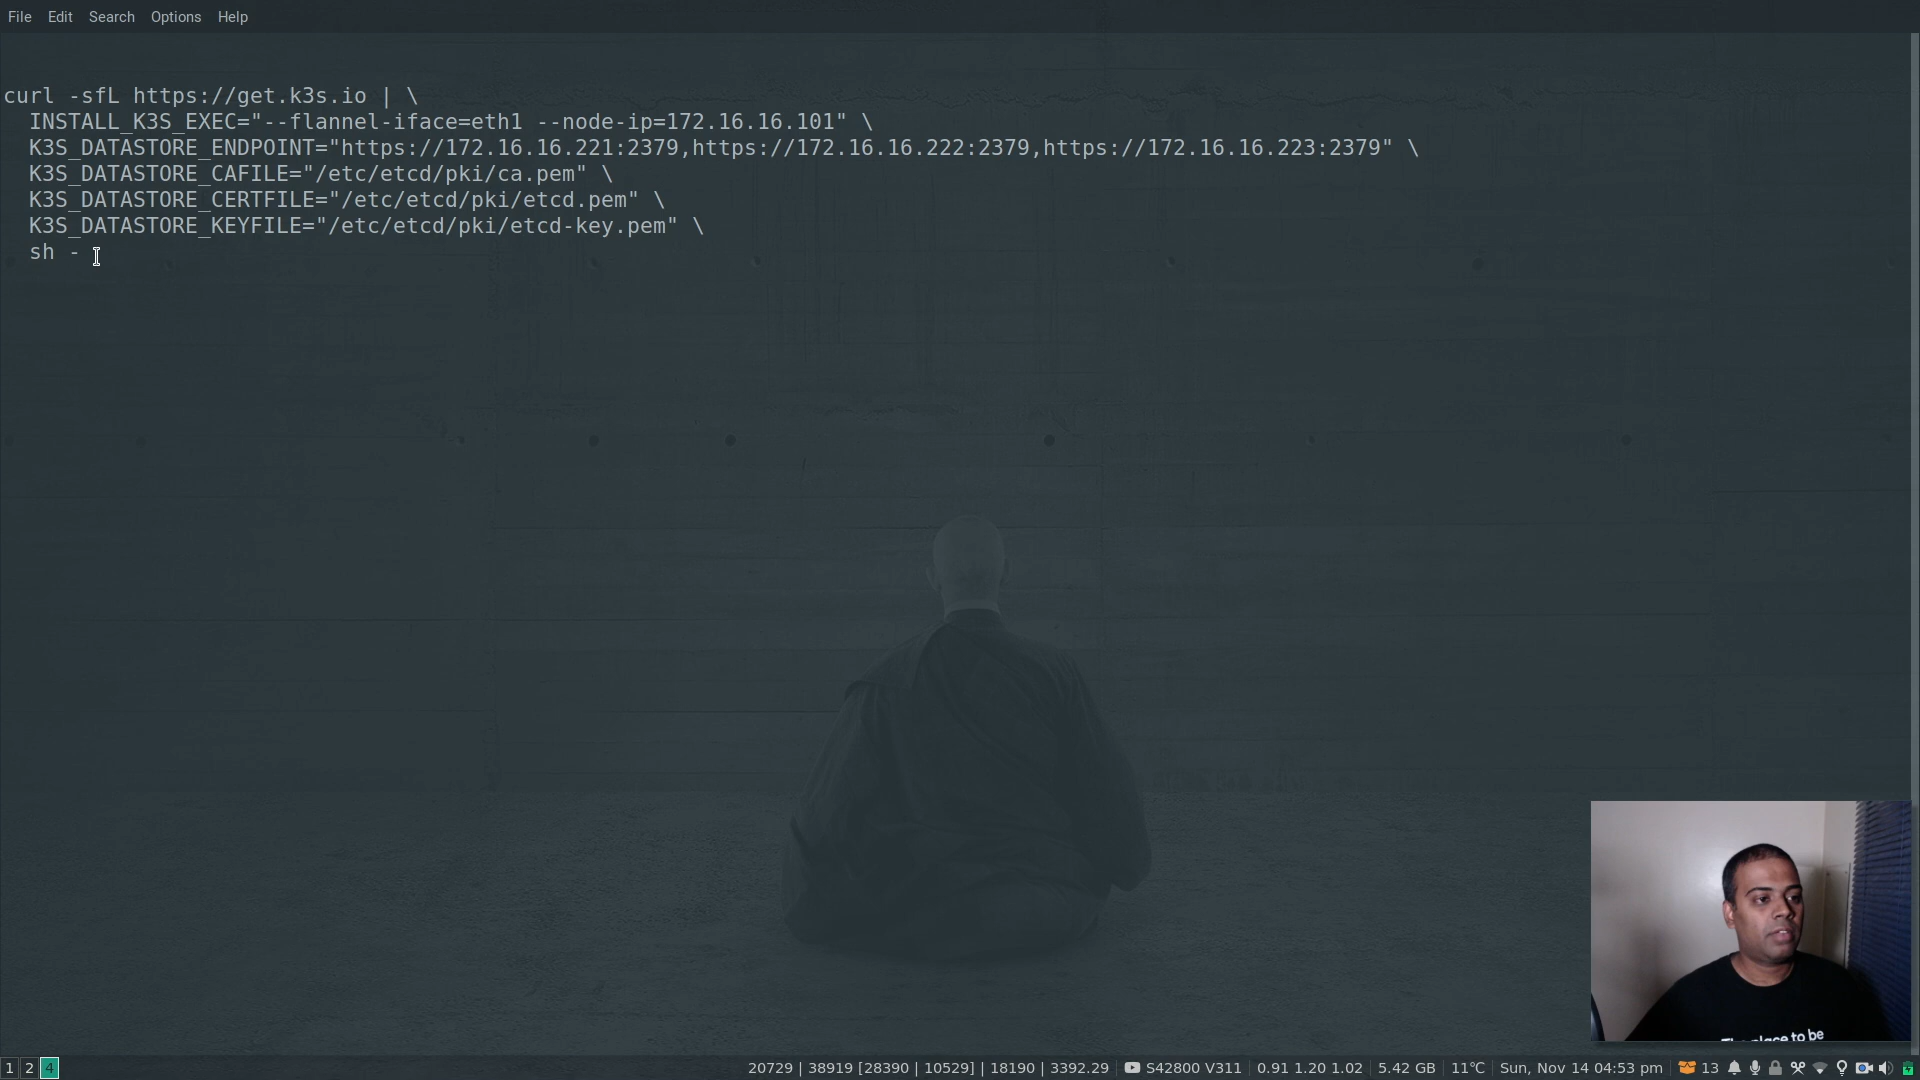 File Edit Search Options Help
curl -sfL https://get.k3s.io | \
INSTALL_K3S_EXEC="--flannel-iface=eth1 --node-ip=172.16.16.101" \
K3S_DATASTORE_ENDPOINT="https://172.16.16.221:2379,https://172.16.16.222:2379,https://172.16.16.223:2379" \
K3S_DATASTORE_CAFILE="/etc/etcd/pki/ca.pem" \
K3S_DATASTORE_CERTFILE="/etc/etcd/pki/etcd.pem" \
K3S_DATASTORE_KEYFILE="/etc/etcd/pki/etcd-key.pem" \
sh -
place to be
1 2 4 20729 | 38919 [28390 | 10529] | 18190 | 3392.29 S42800 V311 0.91 1.20 1.02 5.42 GB 11℃ Sun, Nov 14 04:53 pm 13